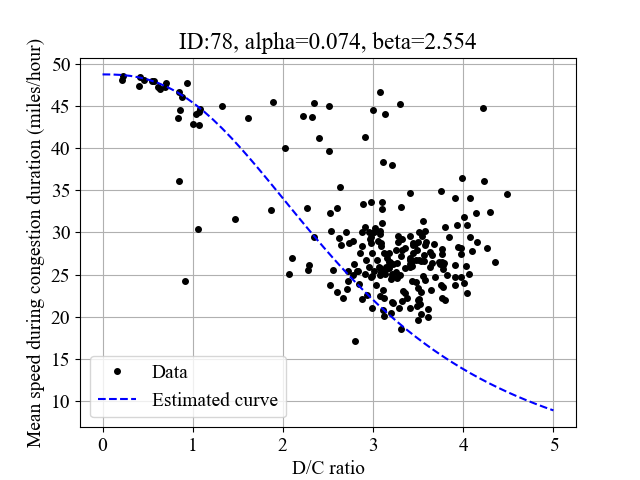 ID:78, alpha=0.074, beta=2.554
Mean speed during congestion duration (miles/hour)
50
45
40
35
30
25
20
15
10
Data
Estimated curve
0 1 2 3 4 5
D/C ratio